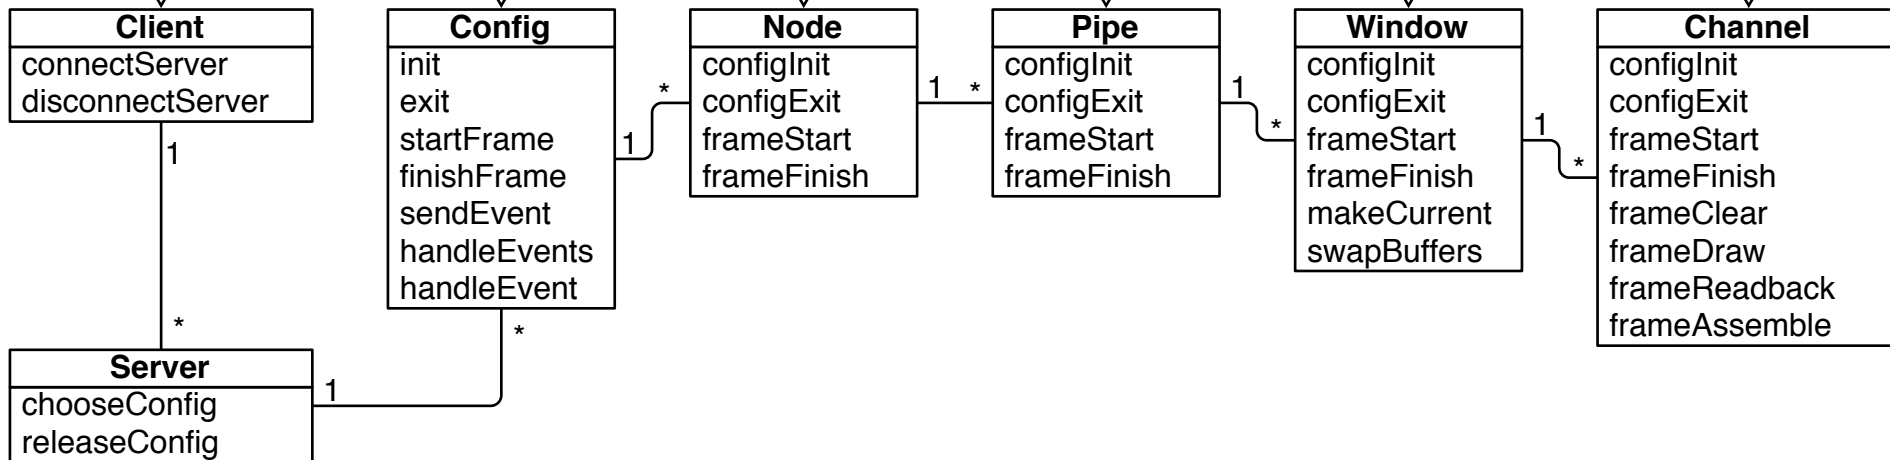 Client
connectServer
disconnectServer
1
*
Server
chooseConfig
releaseConfig
1
*
Config
init
exit
startFrame
finishFrame
sendEvent
handleEvents
handleEvent
1
*
Node
configInit
configExit
frameStart
frameFinish
1
*
Pipe
configInit
configExit
frameStart
frameFinish
1
*
Window
configInit
configExit
frameStart
frameFinish
makeCurrent
swapBuffers
1
*
Channel
configInit
configExit
frameStart
frameFinish
frameClear
frameDraw
frameReadback
frameAssemble